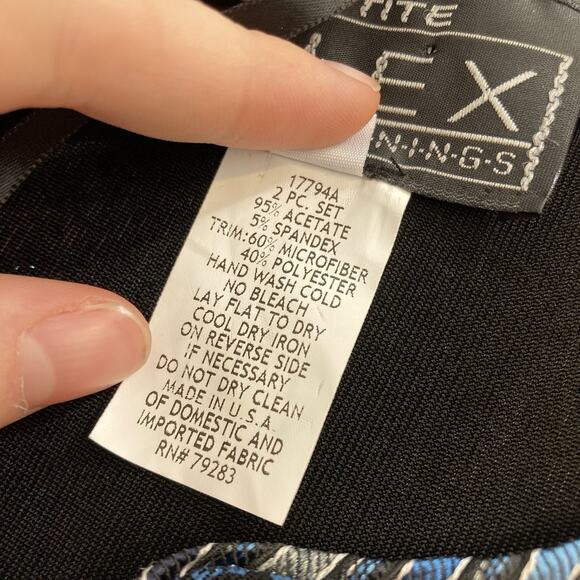 TITE
EX
N·I·N·G·S
17794A
2 PC. SET
95% ACETATE
5% SPANDEX
TRIM:60% MICROFIBER
40% POLYESTER
HAND WASH COLD
NO BLEACH
LAY FLAT TO DRY
COOL DRY IRON
ON REVERSE SIDE
IF NECESSARY
DO NOT DRY CLEAN
MADE IN U.S.A.
OF DOMESTIC AND
IMPORTED FABRIC
RN# 79283